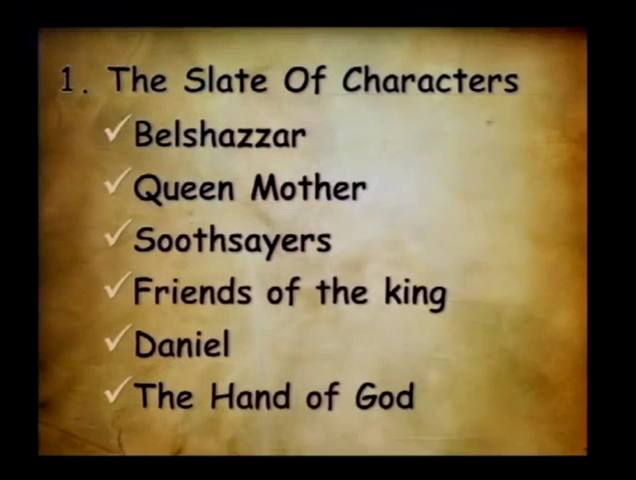 1. The Slate Of Characters
✓Belshazzar
✓Queen Mother
✓Soothsayers
✓Friends of the king
✓Daniel
✓The Hand of God